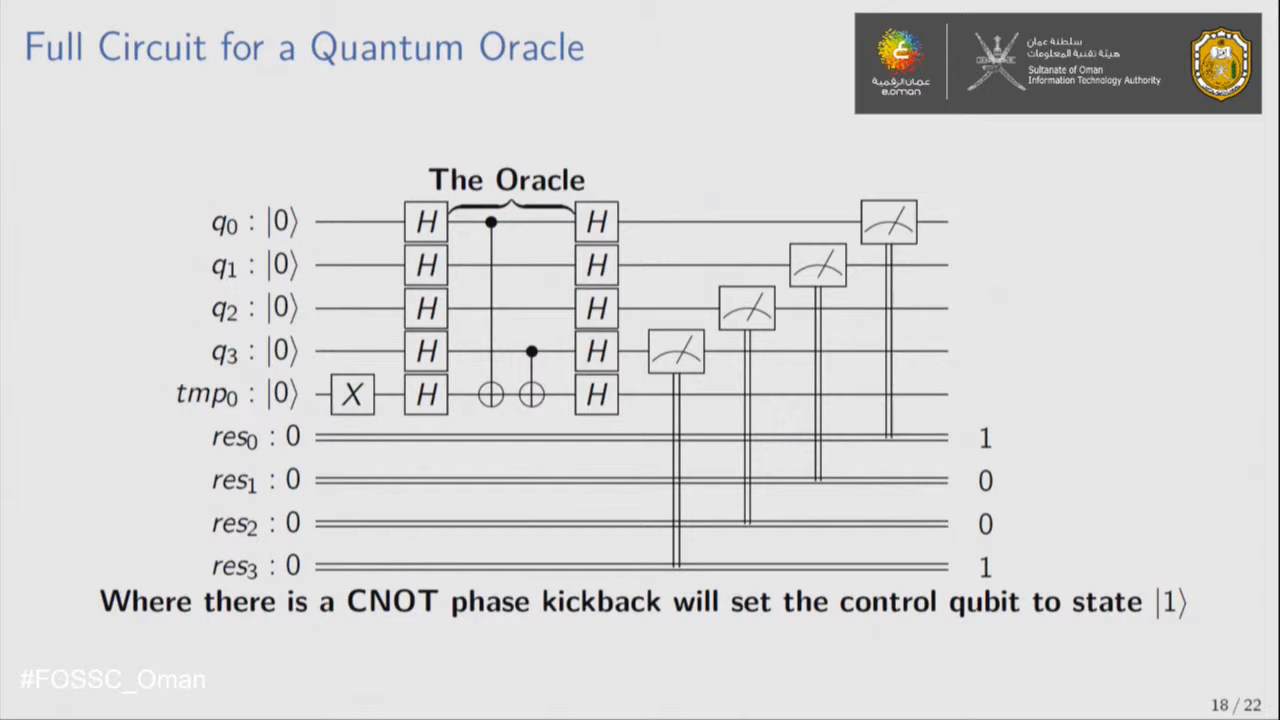 Full Circuit for a Quantum Oracle
عمان الرقمية
e.oman
سلطنة عمان
هيئة تقنية المعلومات
Sultanate of Oman
Information Technology Authority
The Oracle
q0 : |0⟩ H H
q1 : |0⟩ H H
q2 : |0⟩ H H
q3 : |0⟩ H H
tmp0 : |0⟩ X H H
res0 : 0 1
res1 : 0 0
res2 : 0 0
res3 : 0 1
Where there is a CNOT phase kickback will set the control qubit to state |1⟩
#FOSSC_Oman
18 / 22